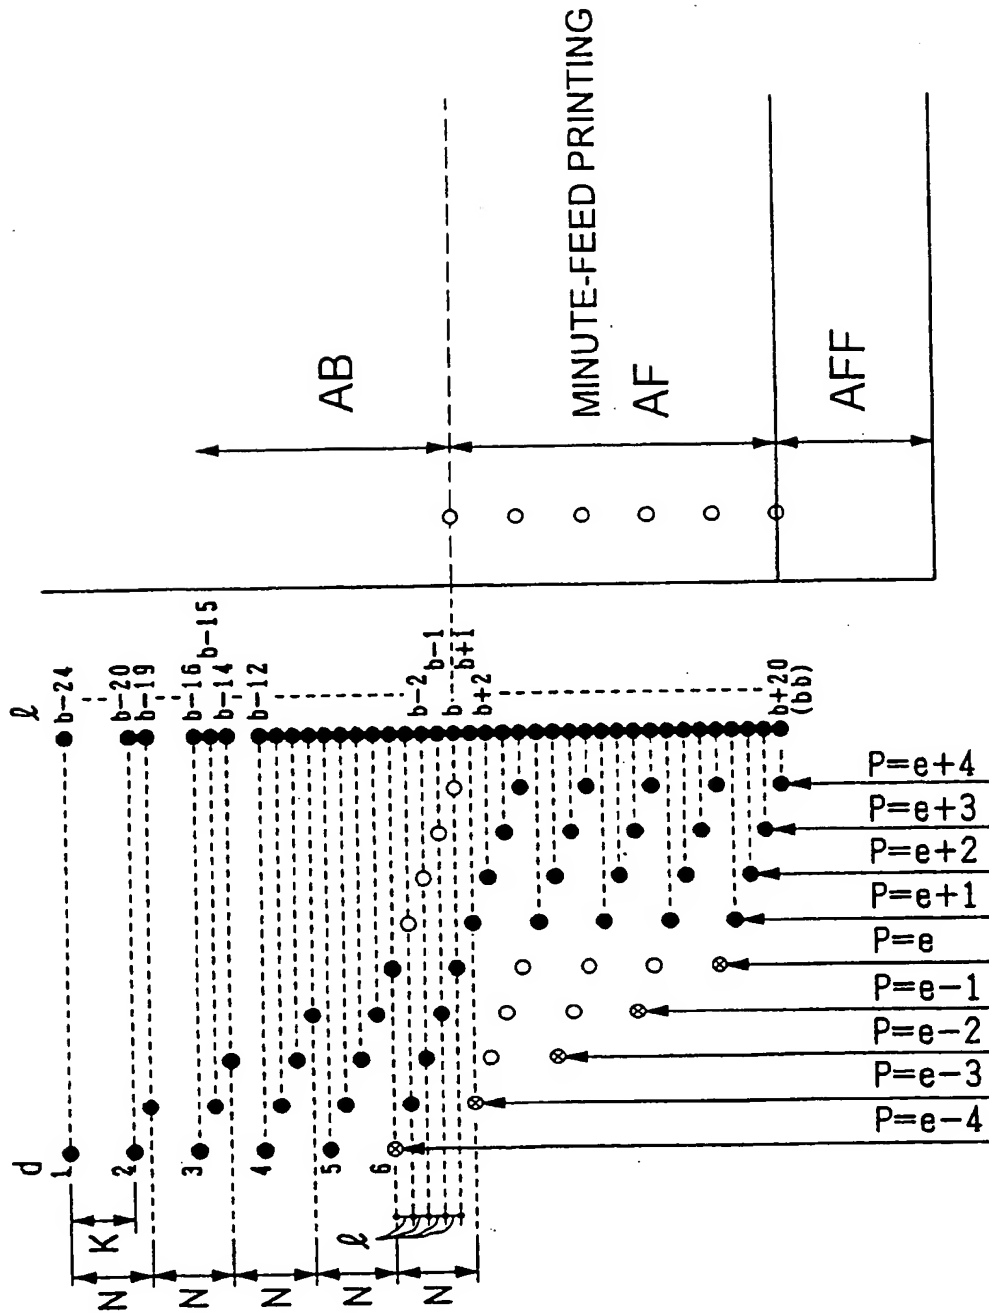 d
1
2
3
4
5
6
K
N
N
N
N
N
ℓ
ℓ
b-24
b-20
b-19
b-16
b-15
b-14
b-12
b-2
b-1
b
b+1
b+2
b+20
(bb)
P=e+4
P=e+3
P=e+2
P=e+1
P=e
P=e-1
P=e-2
P=e-3
P=e-4
AB
MINUTE-FEED PRINTING
AF
AFF